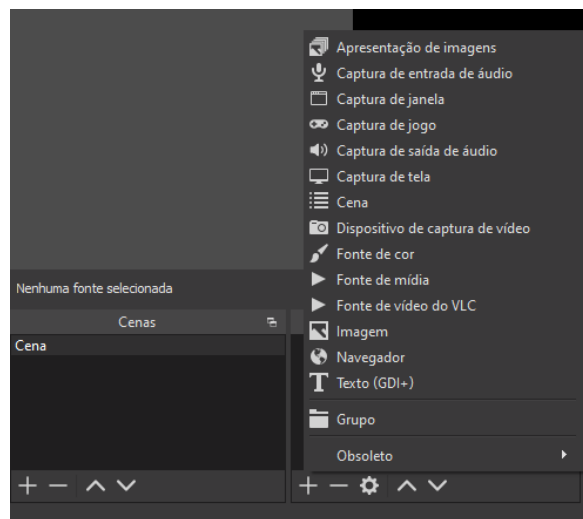 Apresentação de imagens
Captura de entrada de áudio
Captura de janela
Captura de jogo
Captura de saída de áudio
Captura de tela
Cena
Dispositivo de captura de vídeo
Fonte de cor
Fonte de mídia
Fonte de vídeo do VLC
Imagem
Navegador
Texto (GDI+)
Grupo
Obsoleto
Nenhuma fonte selecionada
Cenas
Cena